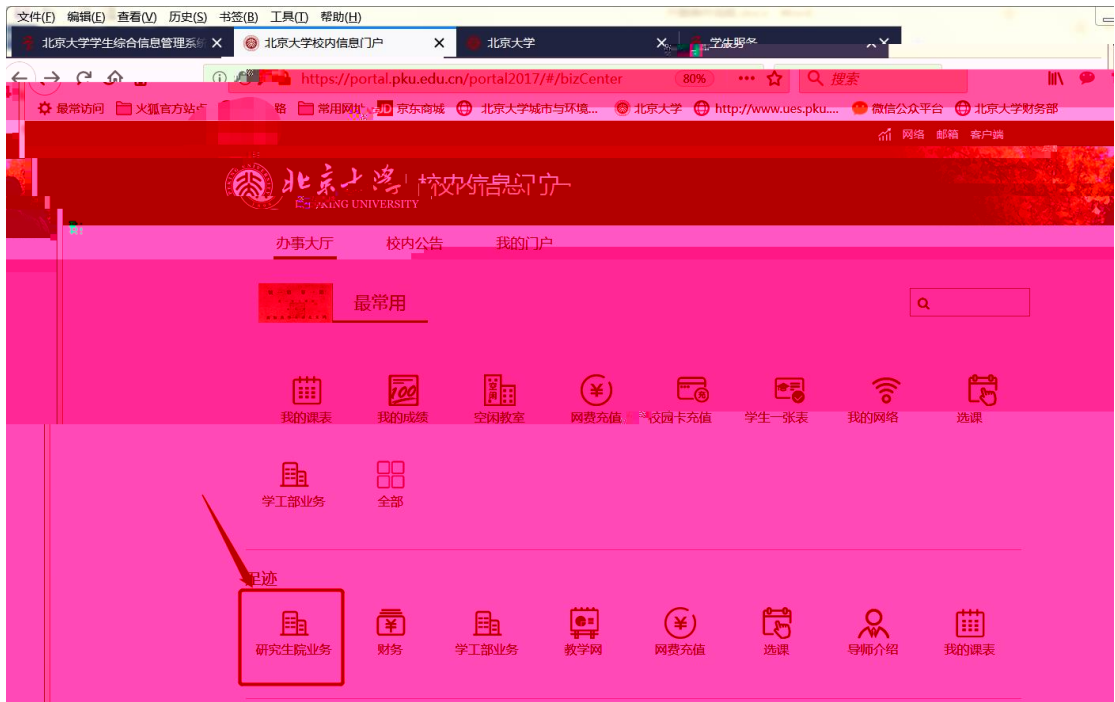 文件(F) 编辑(E) 查看(V) 历史(S) 书签(B) 工具(T) 帮助(H)
北京大学学生综合信息管理系统 北京大学校内信息门户 北京大学
https://portal.pku.edu.cn/portal2017/#/bizCenter 80% 搜索
最常访问 火狐官方站点 常用网址 JD 京东商城 北京大学城市与环境... 北京大学 http://www.ues.pku.... 微信公众平台 北京大学财务部
网络 邮箱 客户端
北京大学 校内信息门户
PEKING UNIVERSITY
办事大厅 校内公告 我的门户
最常用
我的课表 我的成绩 空闲教室 网费充值 校园卡充值 学生一张表 我的网络 选课
学工部业务 全部
足迹
研究生院业务 财务 学工部业务 教学网 网费充值 选课 导师介绍 我的课表